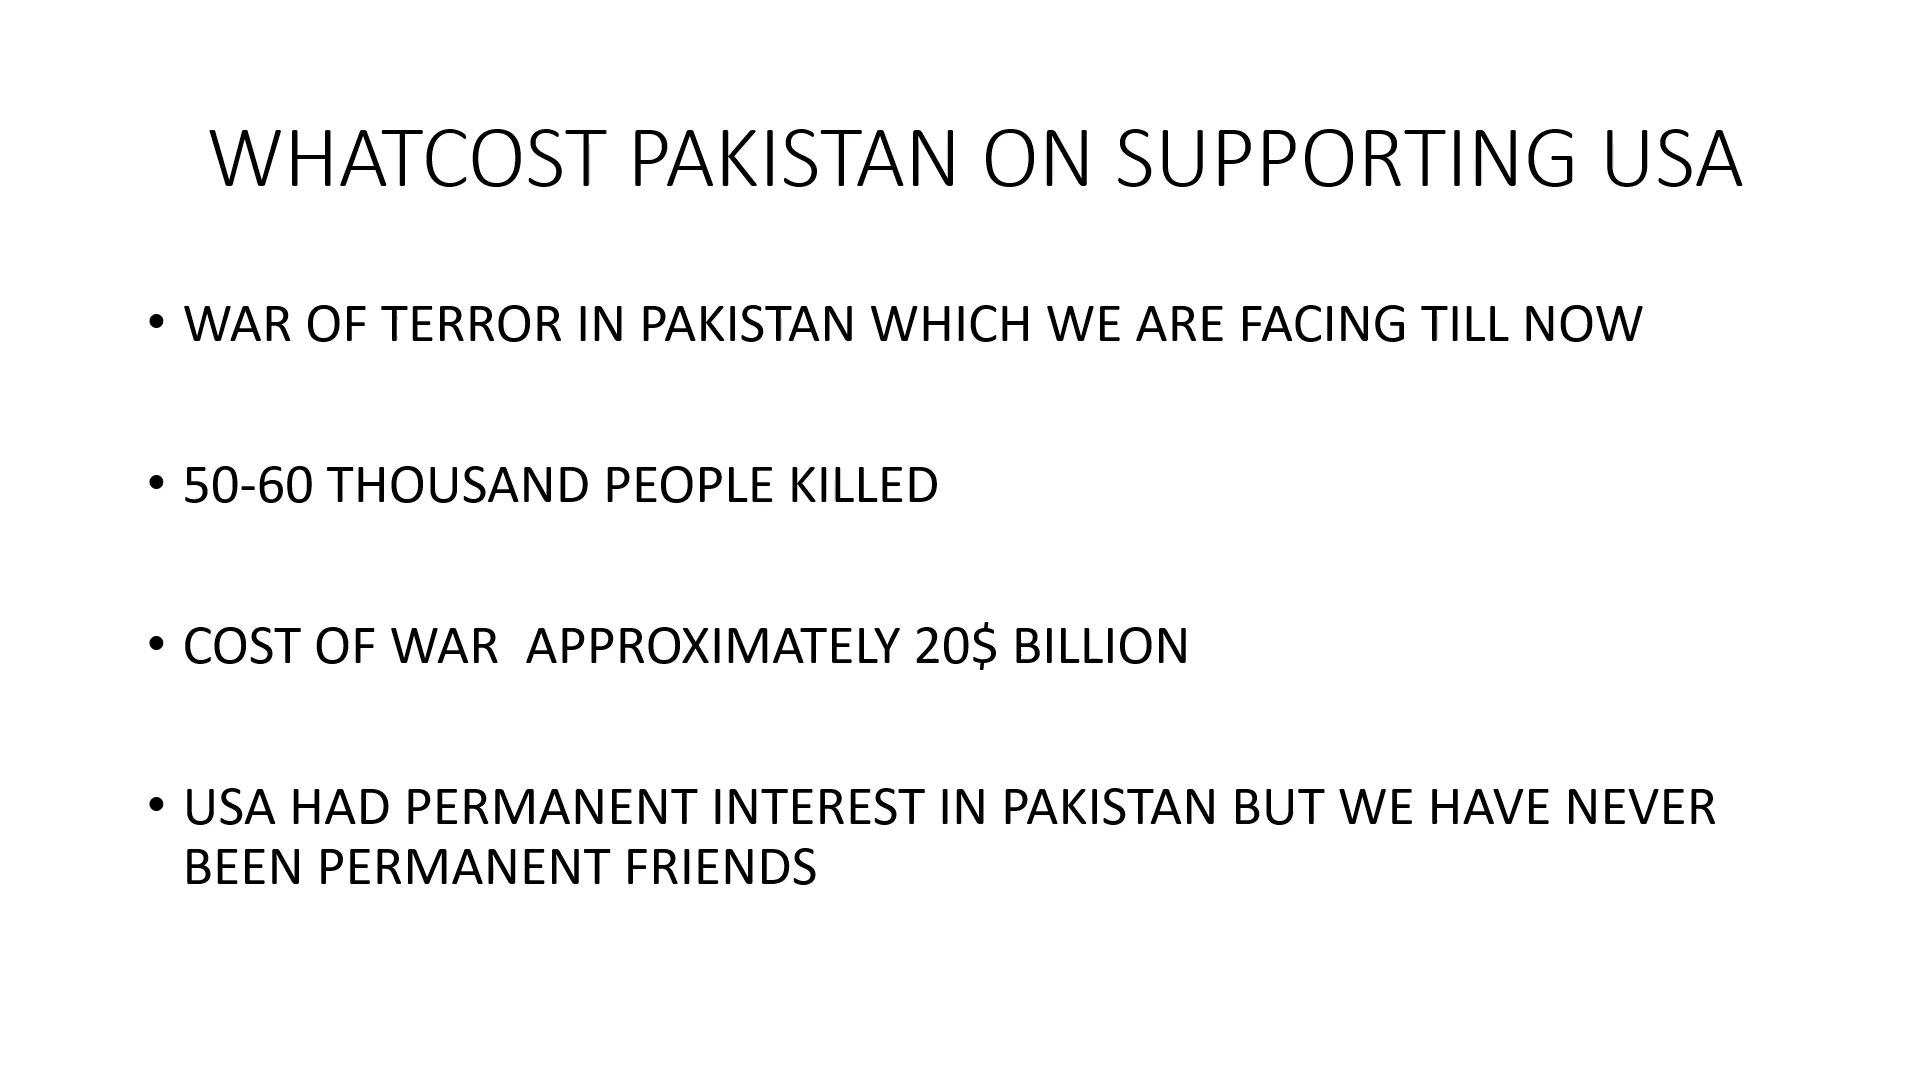 WHATCOST PAKISTAN ON SUPPORTING USA
• WAR OF TERROR IN PAKISTAN WHICH WE ARE FACING TILL NOW
• 50-60 THOUSAND PEOPLE KILLED
• COST OF WAR  APPROXIMATELY 20$ BILLION
• USA HAD PERMANENT INTEREST IN PAKISTAN BUT WE HAVE NEVER
BEEN PERMANENT FRIENDS